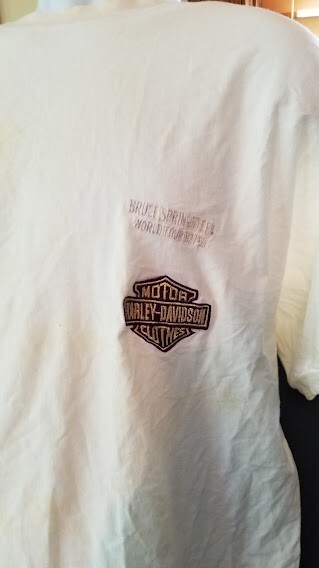 BRUCE SPRINGSTEEN
WORLD TOUR
MOTOR
HARLEY-DAVIDSON
CLOTHES